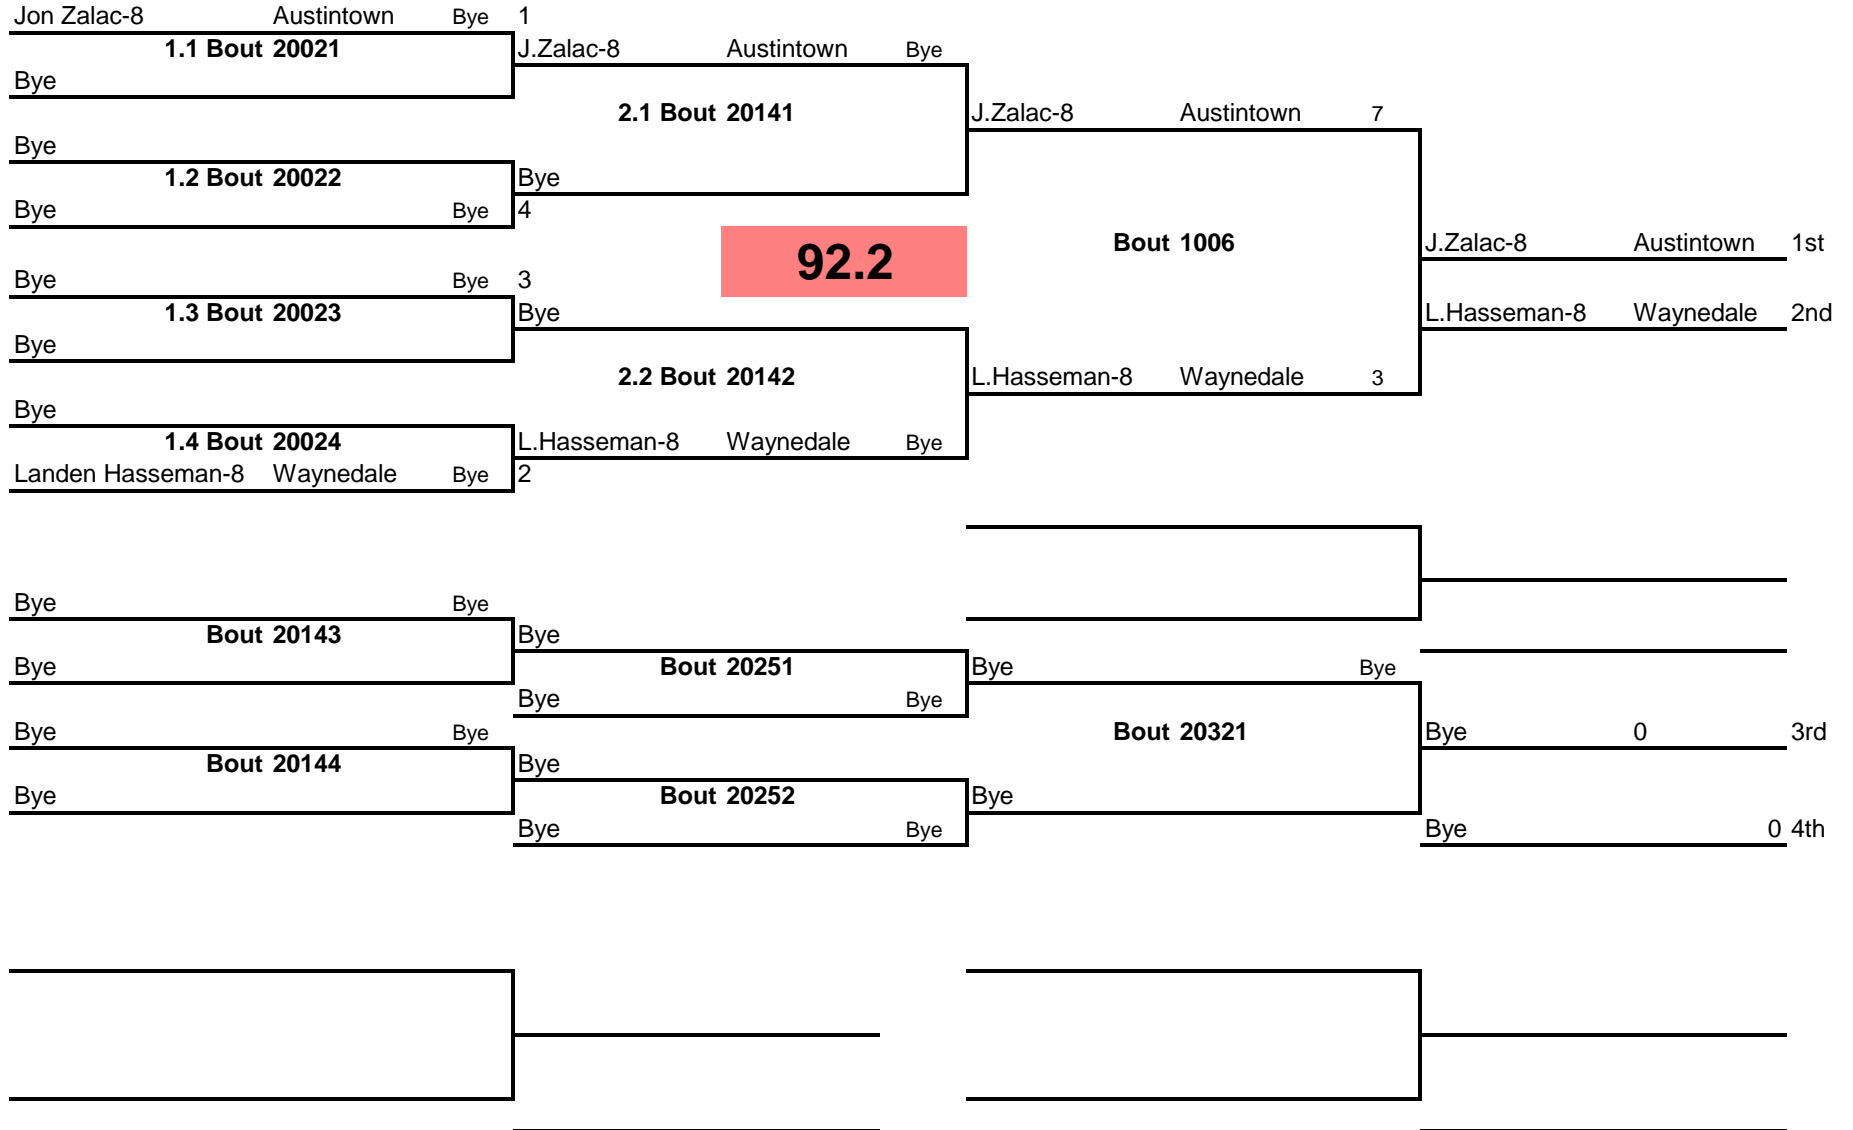 Jon Zalac-8 Austintown Bye 1
1.1 Bout 20021 J.Zalac-8 Austintown Bye
Bye
2.1 Bout 20141 J.Zalac-8 Austintown 7
Bye
1.2 Bout 20022 Bye
Bye Bye 4
92.2 Bout 1006 J.Zalac-8 Austintown 1st
Bye Bye 3
1.3 Bout 20023 Bye L.Hasseman-8 Waynedale 2nd
Bye
2.2 Bout 20142 L.Hasseman-8 Waynedale 3
Bye
1.4 Bout 20024 L.Hasseman-8 Waynedale Bye
Landen Hasseman-8 Waynedale Bye 2
Bye Bye
Bout 20143 Bye
Bye Bout 20251 Bye Bye
Bye Bye
Bye Bye Bout 20321 Bye 0 3rd
Bout 20144 Bye
Bye Bout 20252 Bye
Bye Bye Bye 0 4th